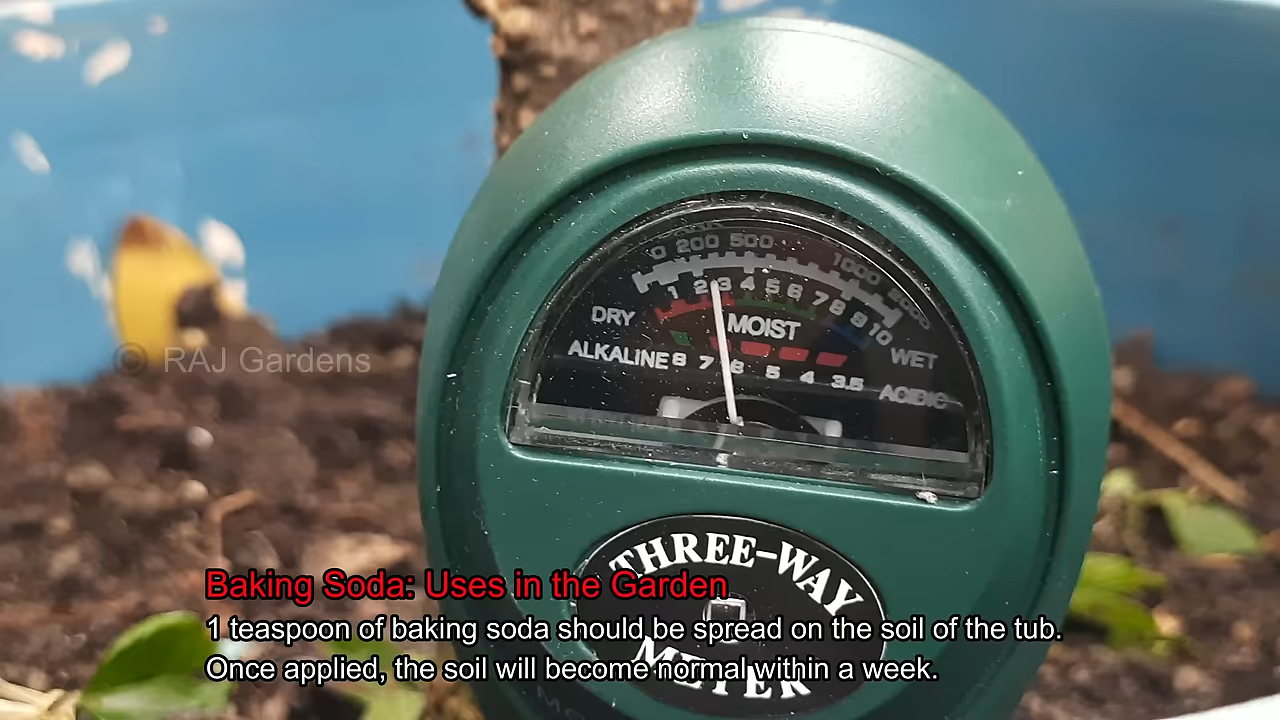 0 200 500 1000 2000
1 2 3 4 5 6 7 8 9 10
DRY MOIST WET
ALKALINE 8 7 6 5 4 3.5 ACIDIC
© RAJ Gardens
THREE-WAY
METER
Baking Soda: Uses in the Garden
1 teaspoon of baking soda should be spread on the soil of the tub.
Once applied, the soil will become normal within a week.